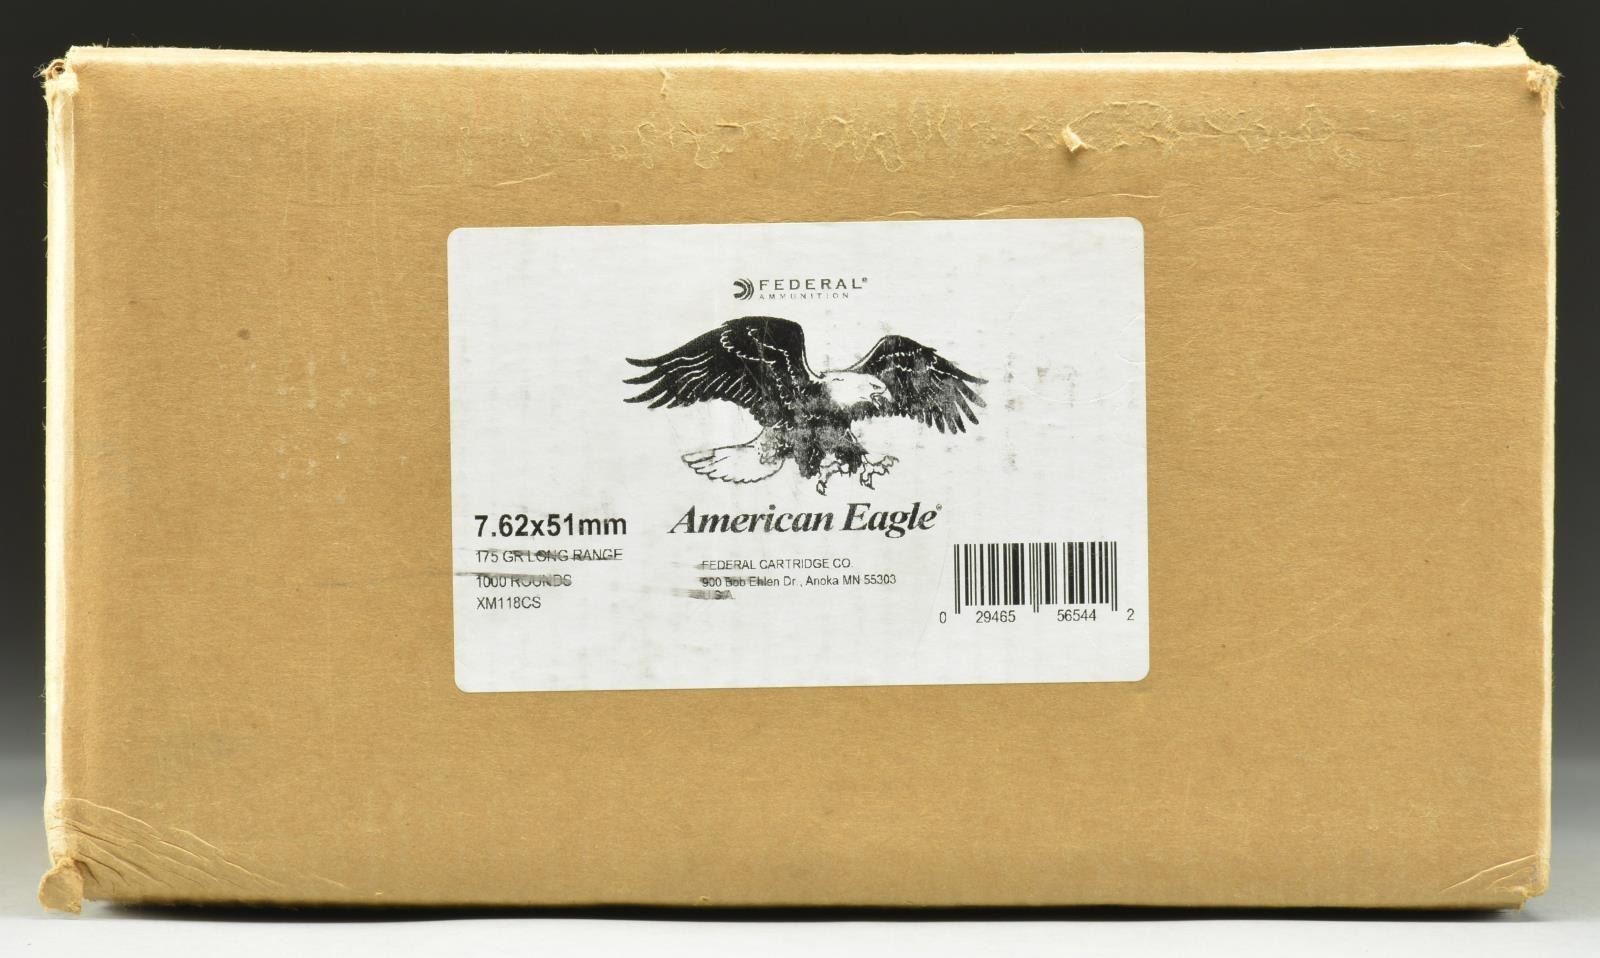 FEDERAL®
AMMUNITION
American Eagle®
7.62x51mm
175 GR LONG RANGE
1000 ROUNDS
XM118CS
FEDERAL CARTRIDGE CO.
900 Bob Ehlen Dr., Anoka MN 55303
U.S.A.
0 29465 56544 2